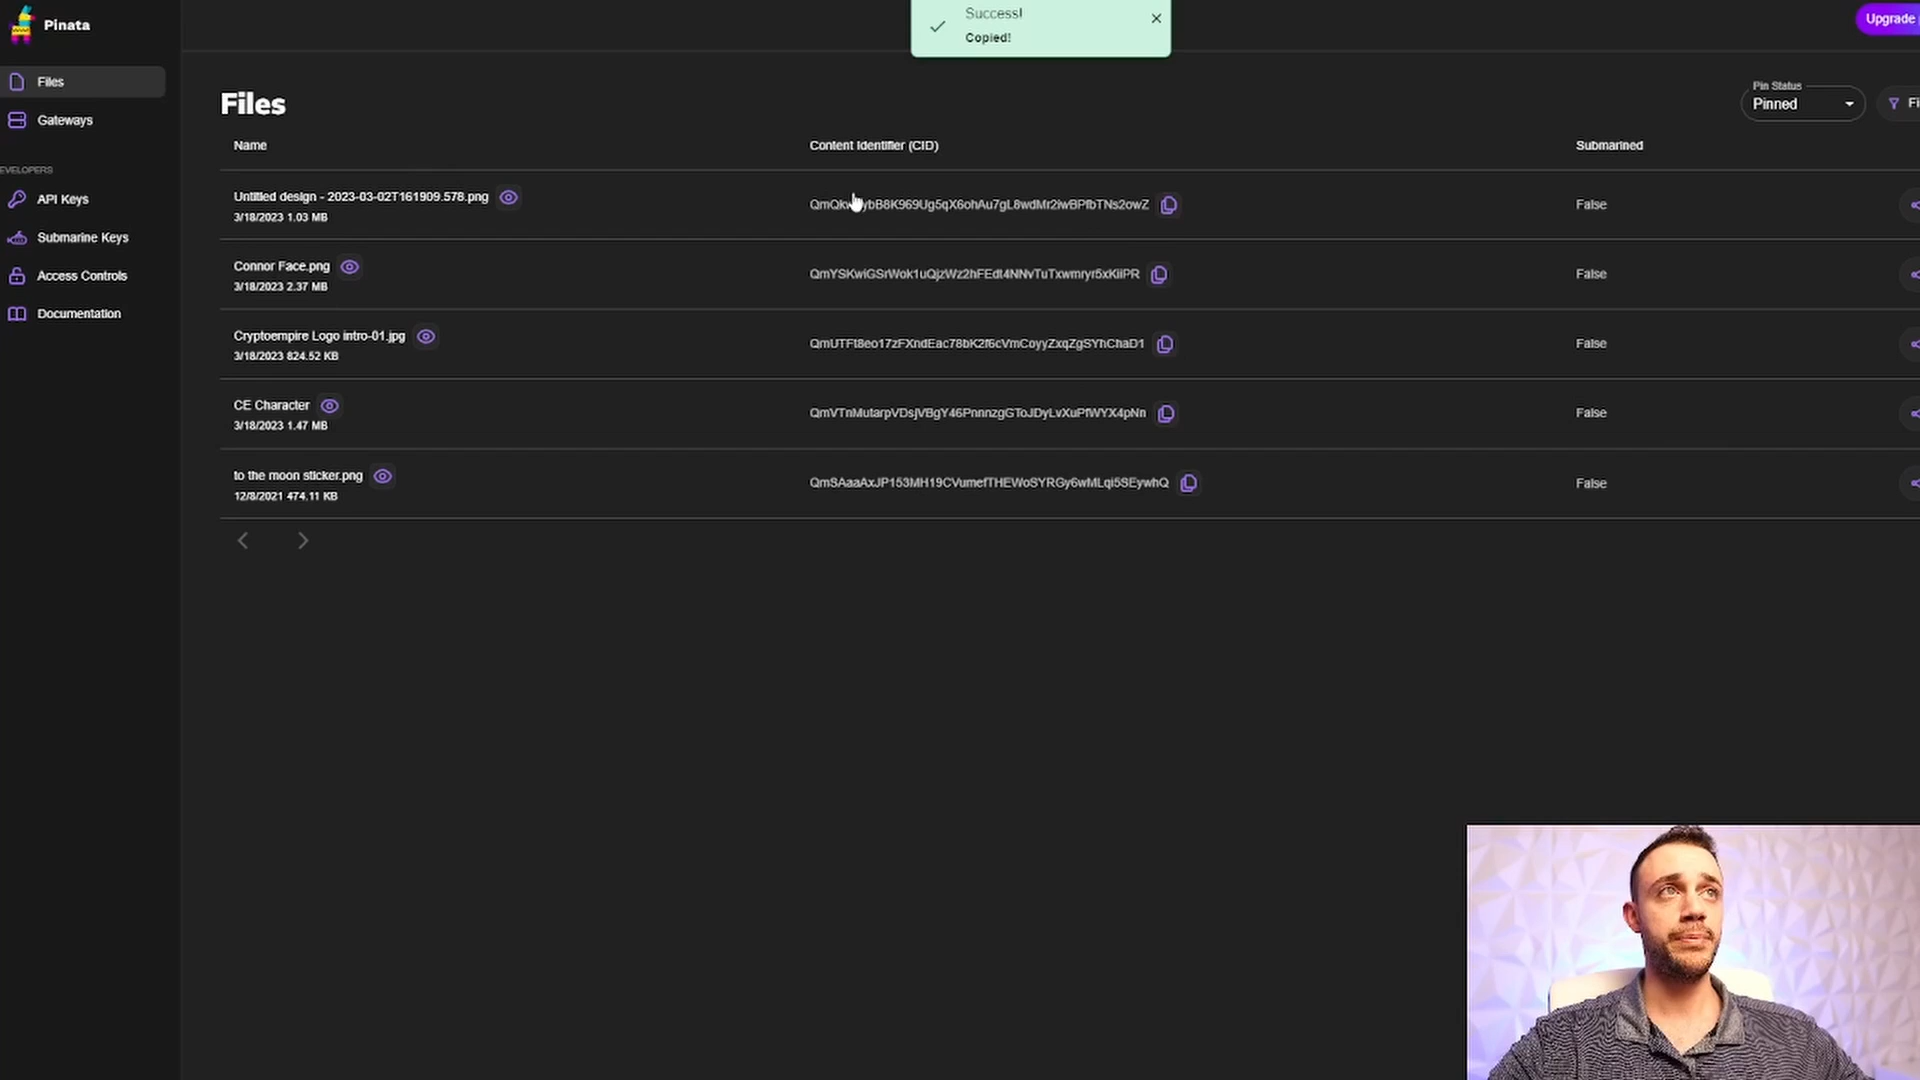 Pinata
Success!
Copied!
Upgrade
Files
Gateways
EVELOPERS
API Keys
Submarine Keys
Access Controls
Documentation
Files
Pin Status
Pinned
Fi
Name
Content Identifier (CID)
Submarined
Untitled design - 2023-03-02T161909.578.png
3/18/2023 1.03 MB
False
Connor Face.png
3/18/2023 2.37 MB
False
Cryptoempire Logo intro-01.jpg
3/18/2023 824.52 KB
False
CE Character
3/18/2023 1.47 MB
False
to the moon sticker.png
12/8/2021 474.11 KB
False